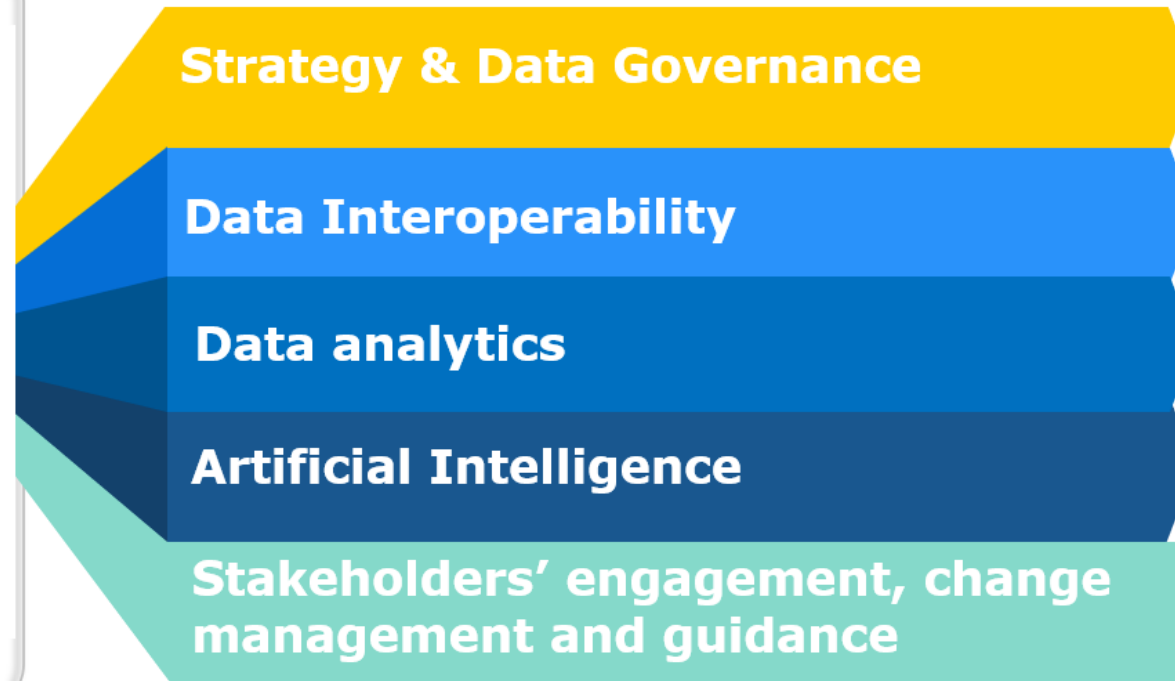 Strategy & Data Governance
Data Interoperability
Data analytics
Artificial Intelligence
Stakeholders’ engagement, change
management and guidance